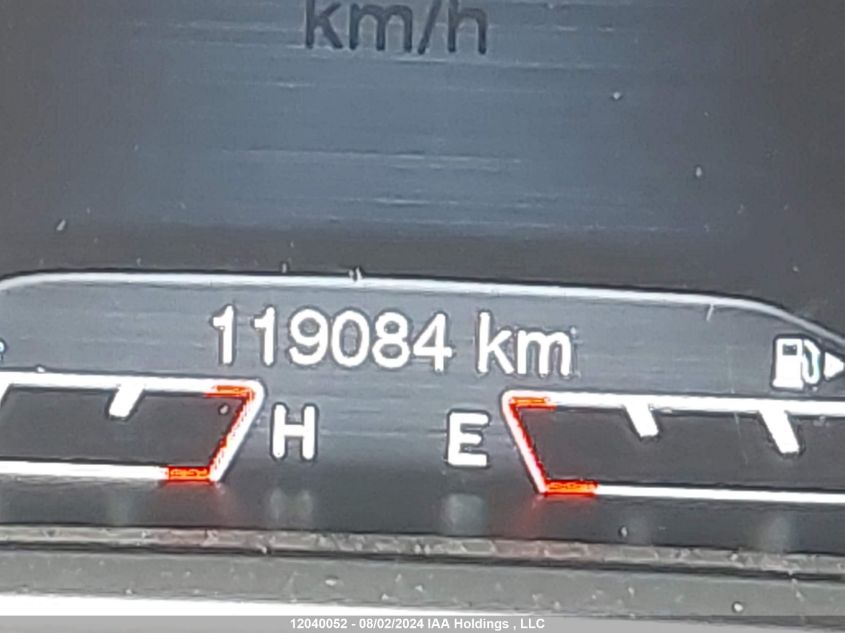 km/h
119084 km
H E
12040052 - 08/02/2024 IAA Holdings , LLC